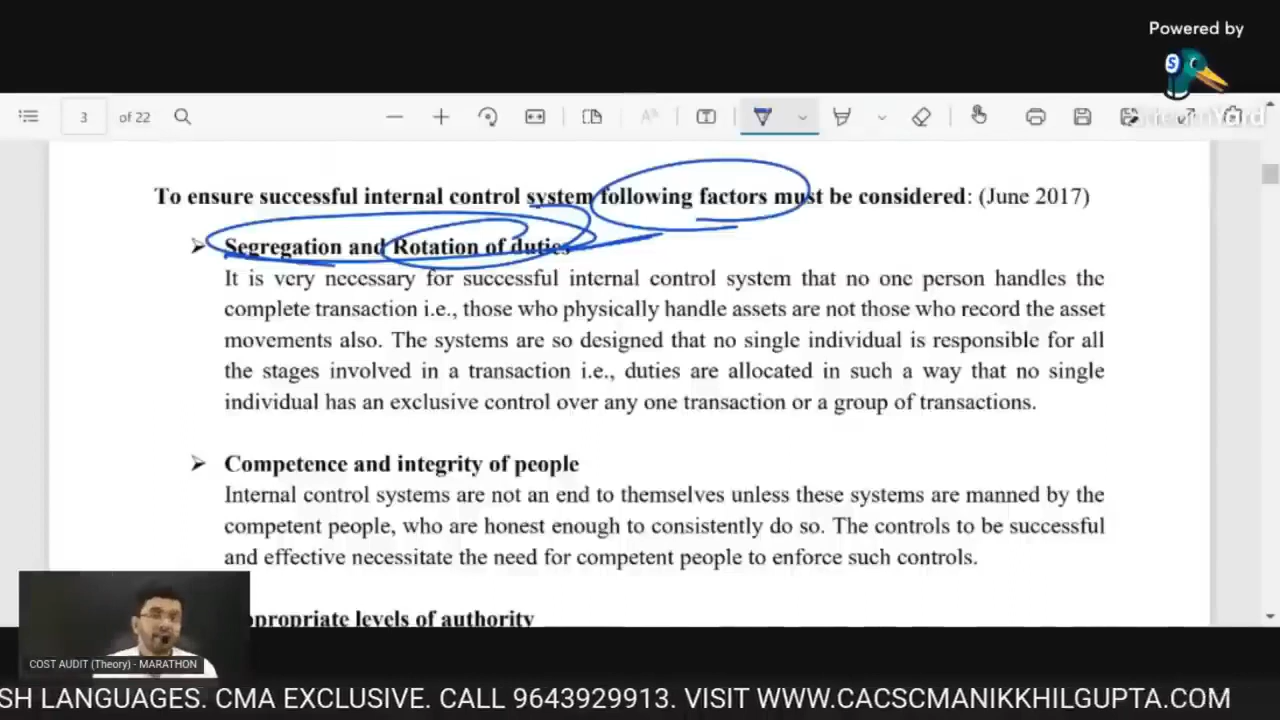 Powered by
S
3 of 22
To ensure successful internal control system following factors must be considered: (June 2017)
Segregation and Rotation of duties
It is very necessary for successful internal control system that no one person handles the
complete transaction i.e., those who physically handle assets are not those who record the asset
movements also. The systems are so designed that no single individual is responsible for all
the stages involved in a transaction i.e., duties are allocated in such a way that no single
individual has an exclusive control over any one transaction or a group of transactions.
Competence and integrity of people
Internal control systems are not an end to themselves unless these systems are manned by the
competent people, who are honest enough to consistently do so. The controls to be successful
and effective necessitate the need for competent people to enforce such controls.
ppropriate levels of authority
COST AUDIT (Theory) - MARATHON
SH LANGUAGES. CMA EXCLUSIVE. CALL 9643929913. VISIT WWW.CACSCMANIKKHILGUPTA.COM